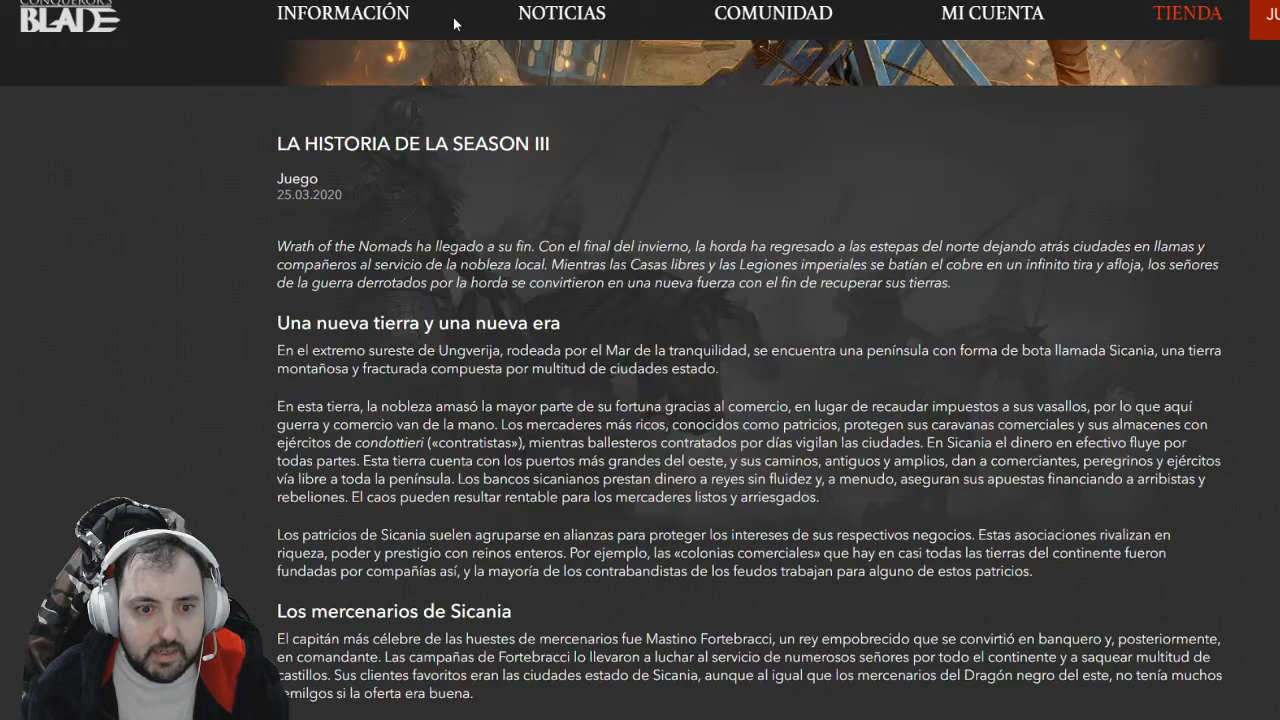 CONQUEROR'S
BLADE
INFORMACIÓN
NOTICIAS
COMUNIDAD
MI CUENTA
TIENDA
JU
LA HISTORIA DE LA SEASON III
Juego
25.03.2020
Wrath of the Nomads ha llegado a su fin. Con el final del invierno, la horda ha regresado a las estepas del norte dejando atrás ciudades en llamas y
compañeros al servicio de la nobleza local. Mientras las Casas libres y las Legiones imperiales se batían el cobre en un infinito tira y afloja, los señores
de la guerra derrotados por la horda se convirtieron en una nueva fuerza con el fin de recuperar sus tierras.
Una nueva tierra y una nueva era
En el extremo sureste de Ungverija, rodeada por el Mar de la tranquilidad, se encuentra una península con forma de bota llamada Sicania, una tierra
montañosa y fracturada compuesta por multitud de ciudades estado.
En esta tierra, la nobleza amasó la mayor parte de su fortuna gracias al comercio, en lugar de recaudar impuestos a sus vasallos, por lo que aquí
guerra y comercio van de la mano. Los mercaderes más ricos, conocidos como patricios, protegen sus caravanas comerciales y sus almacenes con
ejércitos de condottieri («contratistas»), mientras ballesteros contratados por días vigilan las ciudades. En Sicania el dinero en efectivo fluye por
todas partes. Esta tierra cuenta con los puertos más grandes del oeste, y sus caminos, antiguos y amplios, dan a comerciantes, peregrinos y ejércitos
vía libre a toda la península. Los bancos sicanianos prestan dinero a reyes sin fluidez y, a menudo, aseguran sus apuestas financiando a arribistas y
rebeliones. El caos pueden resultar rentable para los mercaderes listos y arriesgados.
Los patricios de Sicania suelen agruparse en alianzas para proteger los intereses de sus respectivos negocios. Estas asociaciones rivalizan en
riqueza, poder y prestigio con reinos enteros. Por ejemplo, las «colonias comerciales» que hay en casi todas las tierras del continente fueron
fundadas por compañías así, y la mayoría de los contrabandistas de los feudos trabajan para alguno de estos patricios.
Los mercenarios de Sicania
El capitán más célebre de las huestes de mercenarios fue Mastino Fortebracci, un rey empobrecido que se convirtió en banquero y, posteriormente,
en comandante. Las campañas de Fortebracci lo llevaron a luchar al servicio de numerosos señores por todo el continente y a saquear multitud de
castillos. Sus clientes favoritos eran las ciudades estado de Sicania, aunque al igual que los mercenarios del Dragón negro del este, no tenía muchos
remilgos si la oferta era buena.